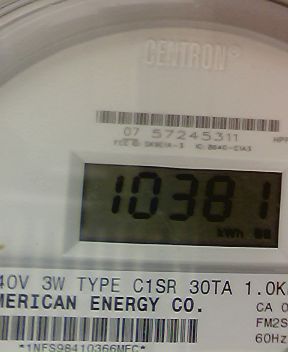 CENTRON®
07 57245311
10381
kWh
40V 3W TYPE C1SR 30TA 1.0K
MERICAN ENERGY CO.
CA 0
FM2S
60Hz
*1NFS98410366MEC*